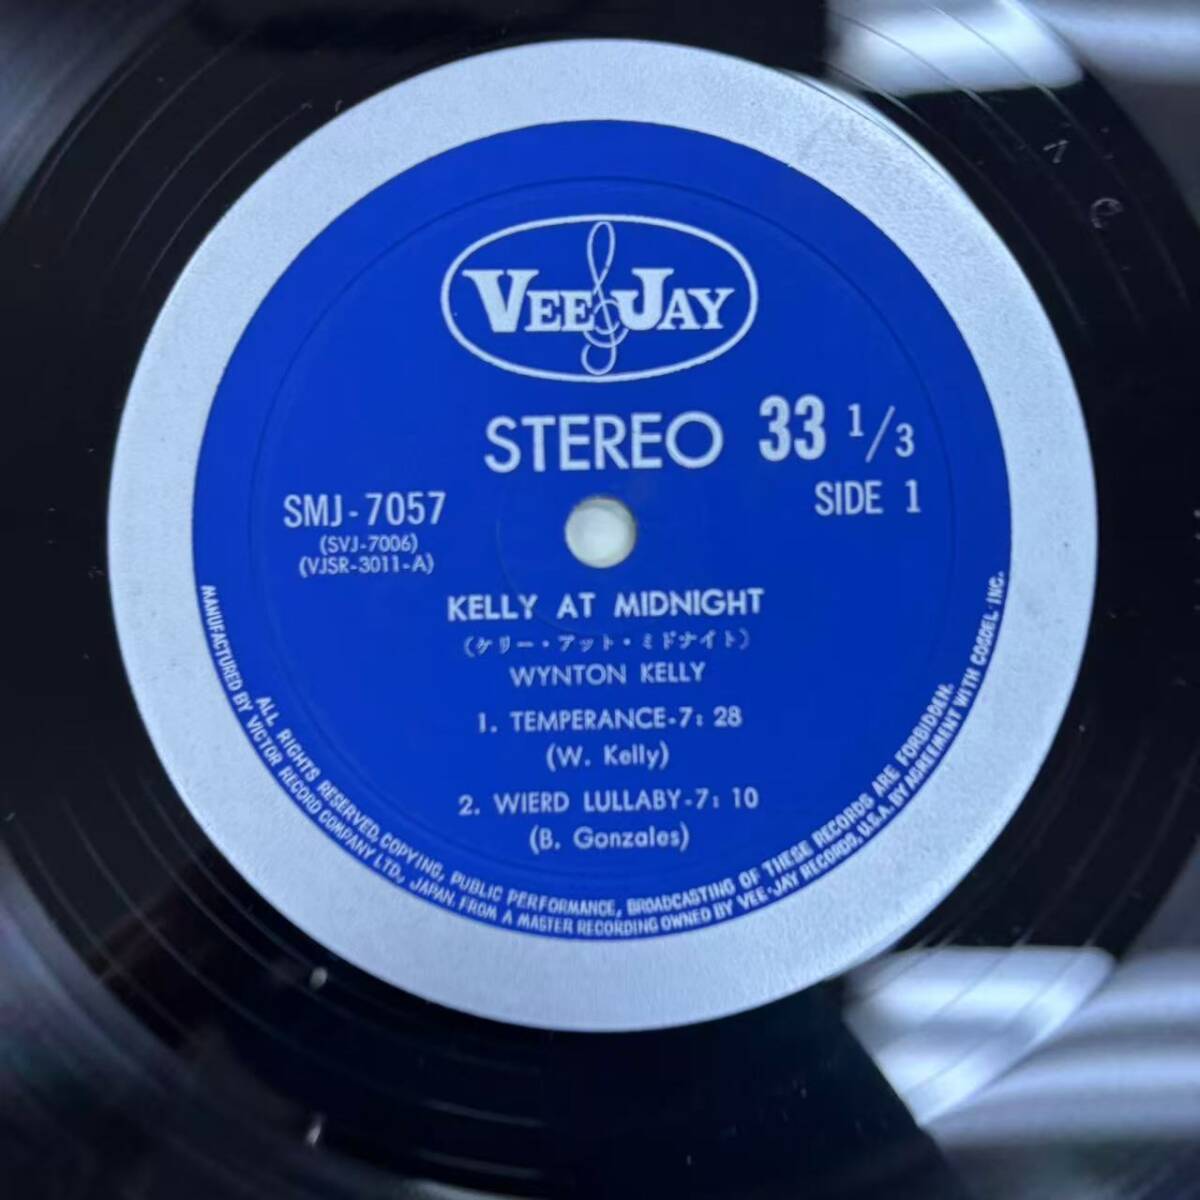 VEE JAY
STEREO 33 1/3
SMJ-7057
SIDE 1
(SVJ-7006)
(VJSR-3011-A)
KELLY AT MIDNIGHT
(ケリー・アット・ミドナイト)
WYNTON KELLY
1. TEMPERANCE-7: 28
(W. Kelly)
2. WIERD LULLABY-7: 10
(B. Gonzales)
ALL RIGHTS RESERVED, COPYING, PUBLIC PERFORMANCE, BROADCASTING OF THESE RECORDS ARE FORBIDDEN.
MANUFACTURED BY VICTOR RECORD COMPANY LTD., JAPAN. FROM A MASTER RECORDING OWNED BY VEE-JAY RECORDS, U.S.A. BY AGREEMENT WITH COSDEL INC.